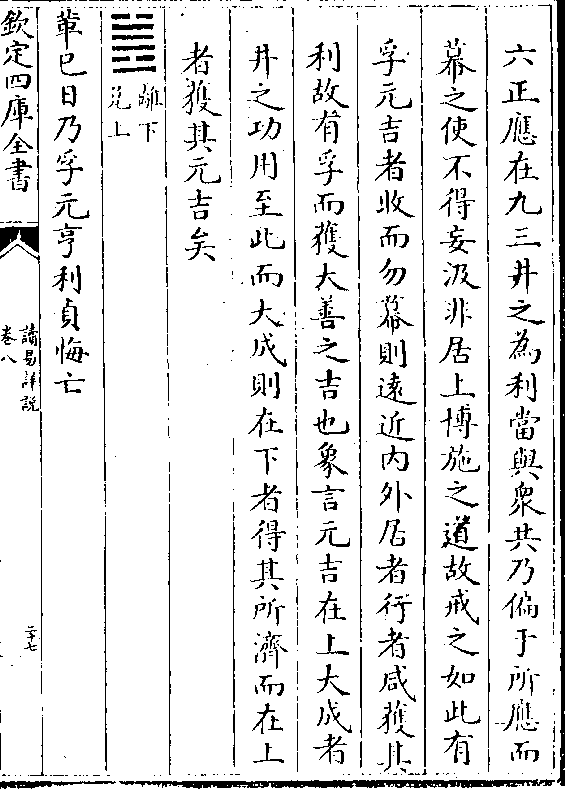 六正應在九三井之為利當與衆共乃偏于所應而
幕之使不得妄汲非居上博施之道故戒之如此有
孚元吉者收而勿幕則遠近内外居者行者咸獲其
利故有孚而獲大善之吉也象言元吉在上大成者
井之功用至此而大成則在下者得其所濟而在上
者獲其元吉矣
䷰離下
兌上
革巳日乃孚元亨利貞悔亡
欽定四庫全書
讀易詳說
卷八
二十七